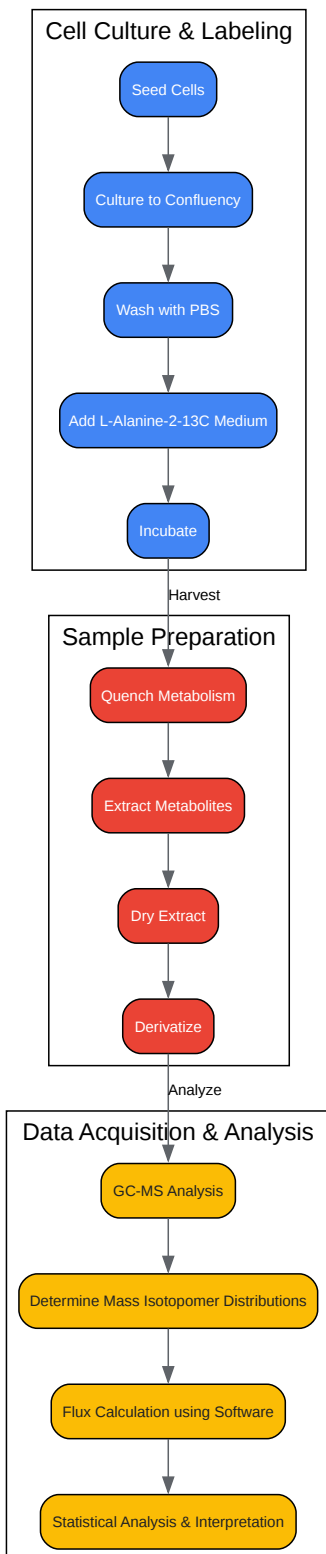 Cell Culture & Labeling
Seed Cells
Culture to Confluency
Wash with PBS
Add L-Alanine-2-13C Medium
Incubate
Harvest
Sample Preparation
Quench Metabolism
Extract Metabolites
Dry Extract
Derivatize
Analyze
Data Acquisition & Analysis
GC-MS Analysis
Determine Mass Isotopomer Distributions
Flux Calculation using Software
Statistical Analysis & Interpretation